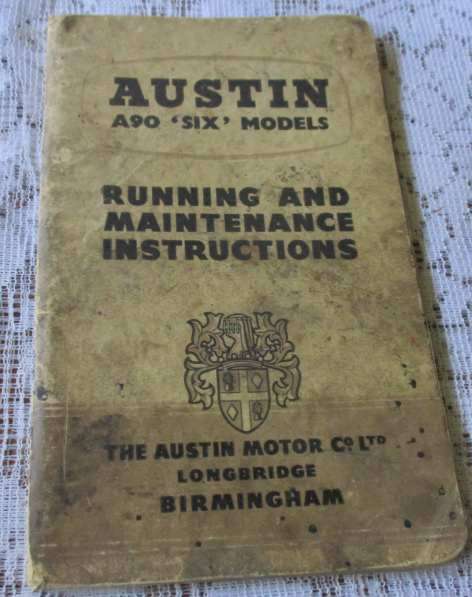 AUSTIN
A90 ‘SIX’ MODELS
RUNNING AND
MAINTENANCE
INSTRUCTIONS
THE AUSTIN MOTOR Co LTD
LONGBRIDGE
BIRMINGHAM